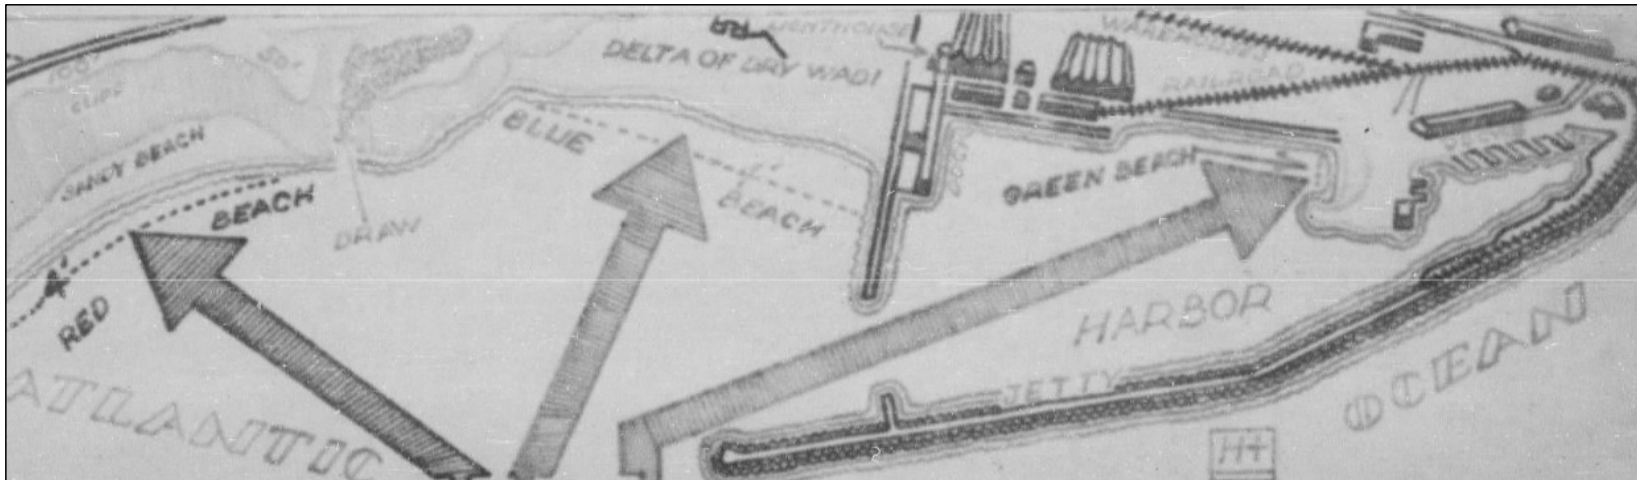 100'
50'
CLIFF
RR
LIGHTHOUSE
WAREHOUSES
DELTA OF DRY WADI
RAILROAD
SANDY BEACH
BLUE
BEACH
DOCK
GREEN BEACH
RED
BEACH
DRAW
HARBOR
JETTY
ATLANTIC
OCEAN
H+